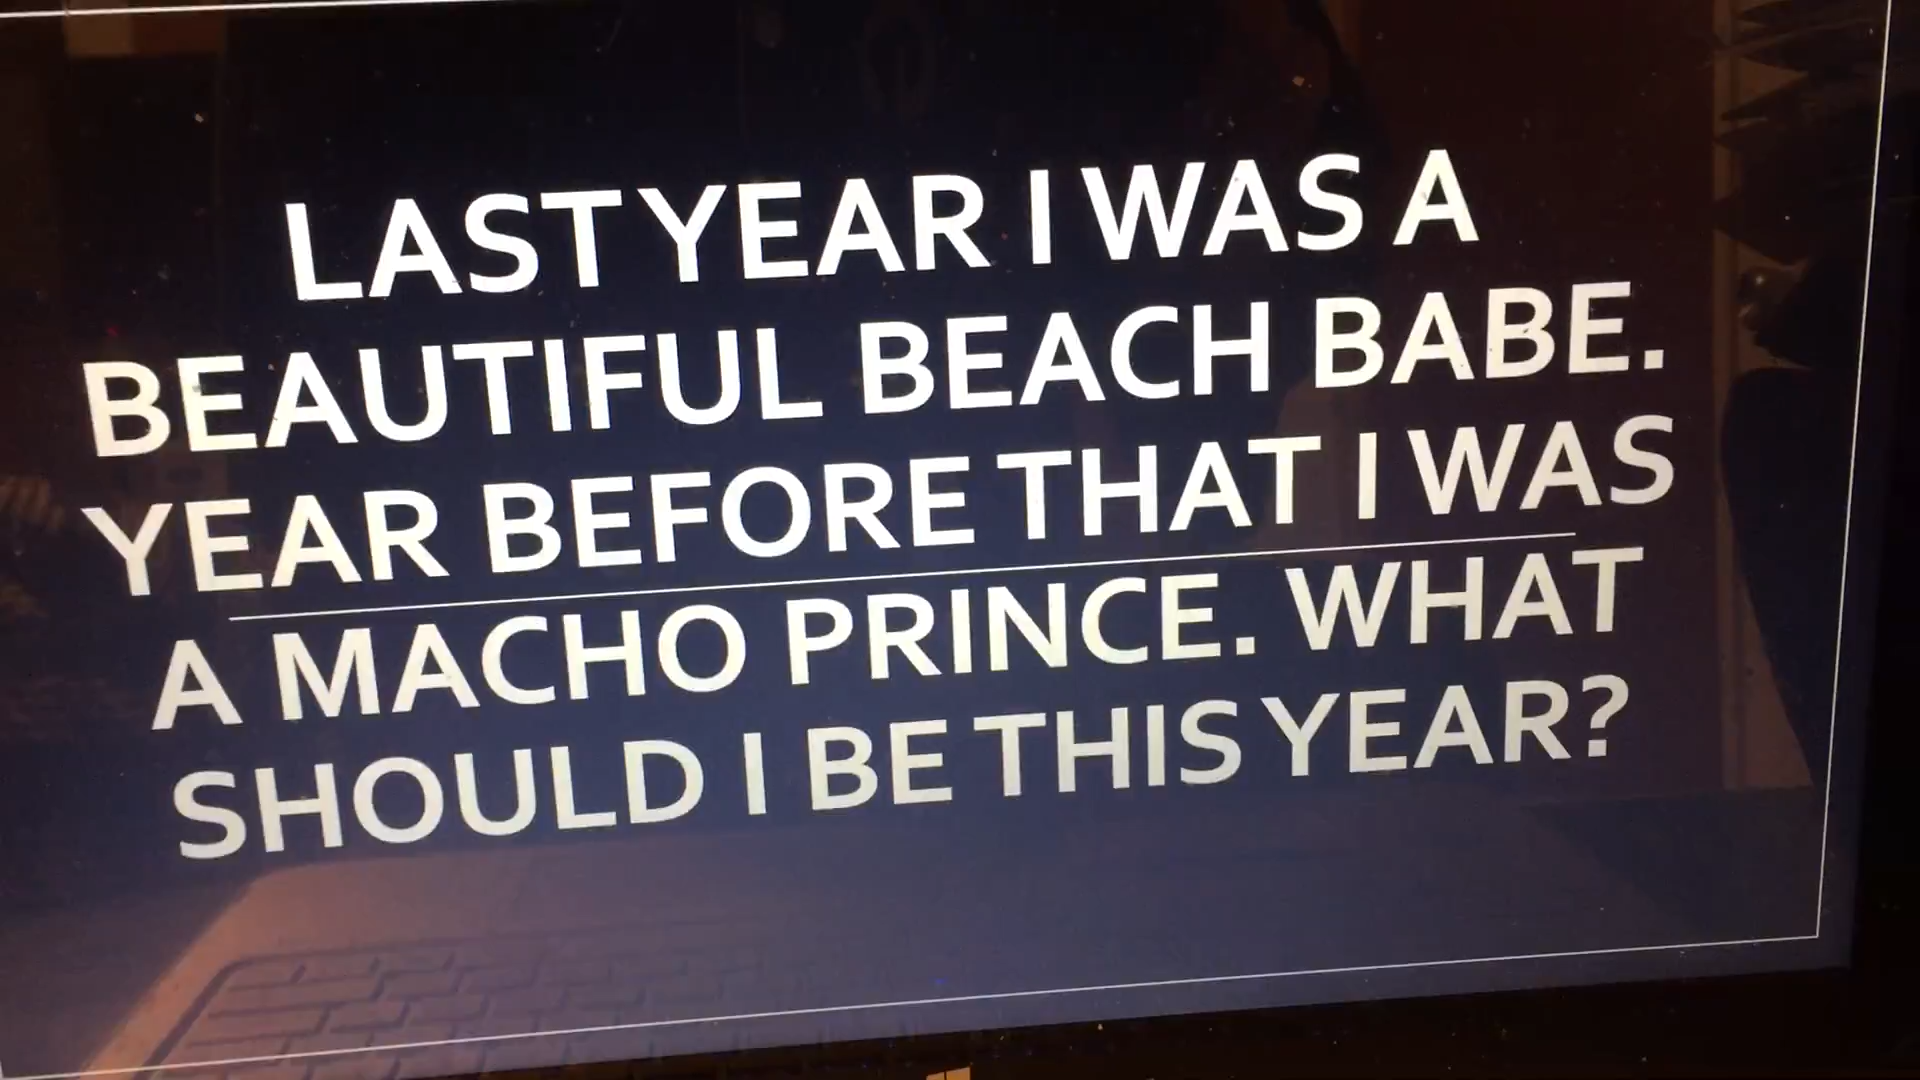 LAST YEAR I WAS A
BEAUTIFUL BEACH BABE.
YEAR BEFORE THAT I WAS
A MACHO PRINCE. WHAT
SHOULD I BE THIS YEAR?